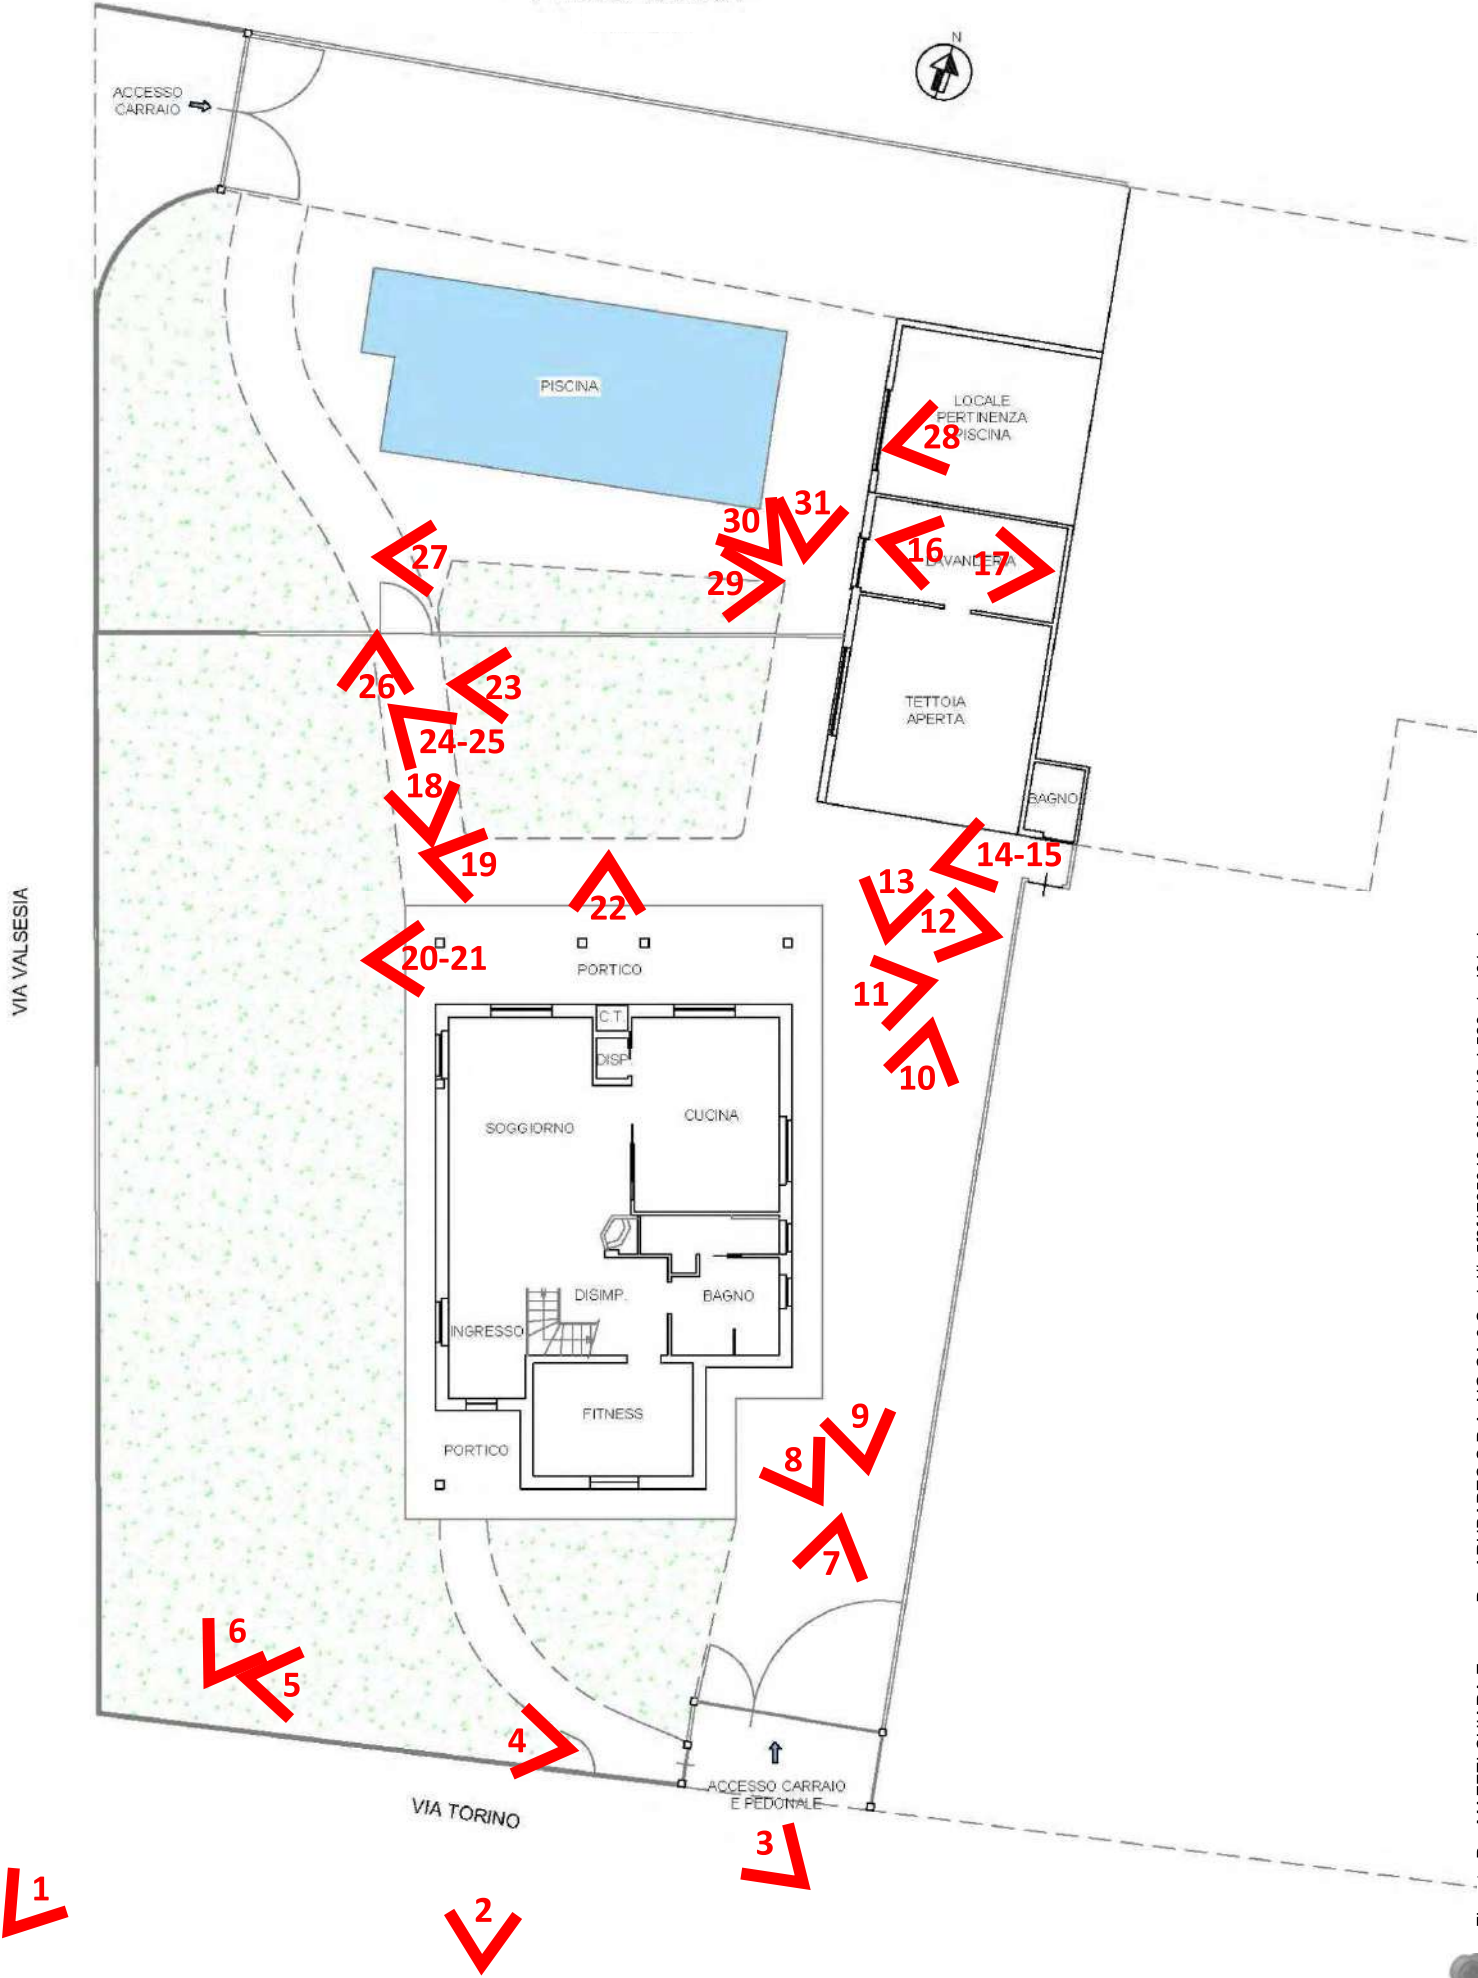 N
ACCESSO
CARRAIO
PISCINA
LOCALE
PERTINENZA
PISCINA
28
31
30
29
27
16
LAVANDERIA
17
26
23
24-25
TETTOIA
APERTA
18
BAGNO
19
14-15
13
22
12
20-21
PORTICO
11
VIA VALSESIA
C.T.
DISP.
10
CUCINA
SOGGIORNO
DISIMP.
BAGNO
INGRESSO
FITNESS
9
PORTICO
8
7
6
5
4
ACCESSO CARRAIO
E PEDONALE
VIA TORINO
3
1
2